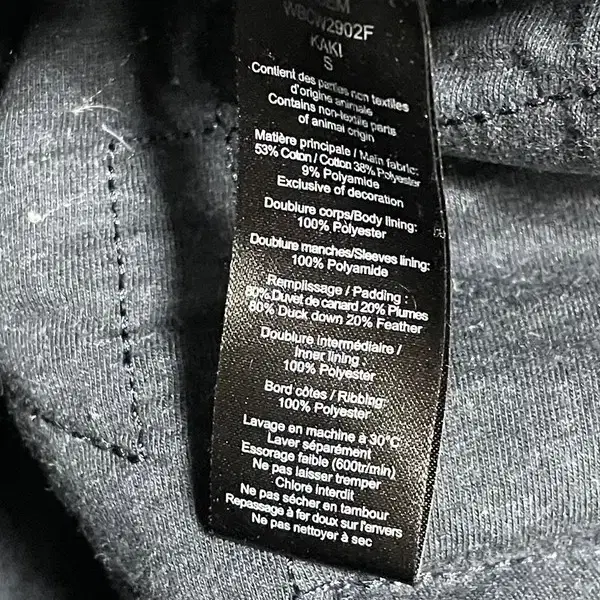 WBOW2902F
KAKI
S
Contient des parties non textiles
d'origine animale
Contains non-textile parts
of animal origin
Matière principale / Main fabric:
53% Coton / Cotton 38% Polyester
9% Polyamide
Exclusive of decoration
Doublure corps/Body lining:
100% Polyester
Doublure manches/Sleeves lining:
100% Polyamide
Remplissage / Padding :
80% Duvet de canard 20% Plumes
80% Duck down 20% Feather
Doublure intermédiaire /
Inner lining :
100% Polyester
Bord côtes / Ribbing:
100% Polyester
Lavage en machine à 30°C
Laver séparément
Essorage faible (600tr/min)
Ne pas laisser tremper
Chlore interdit
Ne pas sécher en tambour
Repassage à fer doux sur l'envers
Ne pas nettoyer à sec